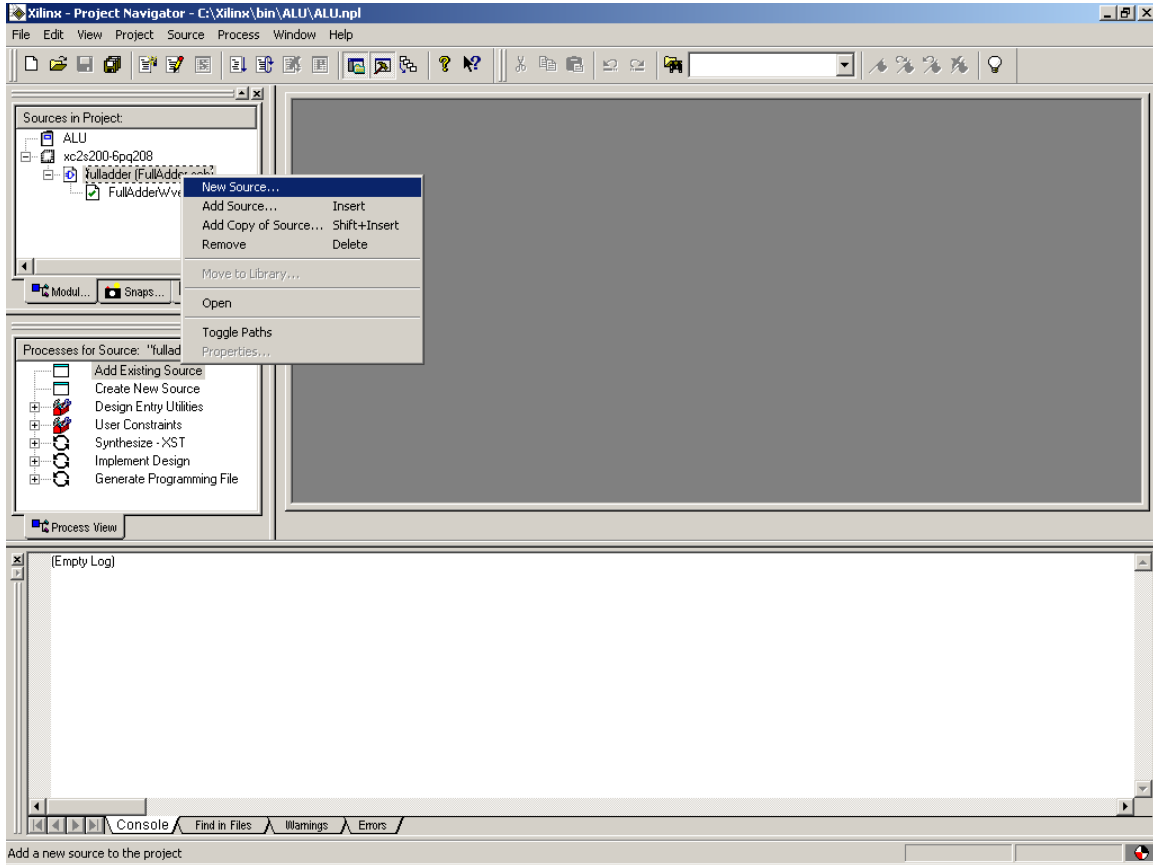 Xilinx - Project Navigator - C:\Xilinx\bin\ALU\ALU.npl
File Edit View Project Source Process Window Help
Sources in Project:
ALU
xc2s200-6pq208
fulladder (FullAdder.sch)
FullAdderWve
New Source...
Add Source... Insert
Add Copy of Source... Shift+Insert
Remove Delete
Move to Library...
Open
Toggle Paths
Properties...
Modul... Snaps...
Processes for Source: "fullad
Add Existing Source
Create New Source
Design Entry Utilities
User Constraints
Synthesize - XST
Implement Design
Generate Programming File
Process View
(Empty Log)
Console Find in Files Warnings Errors
Add a new source to the project